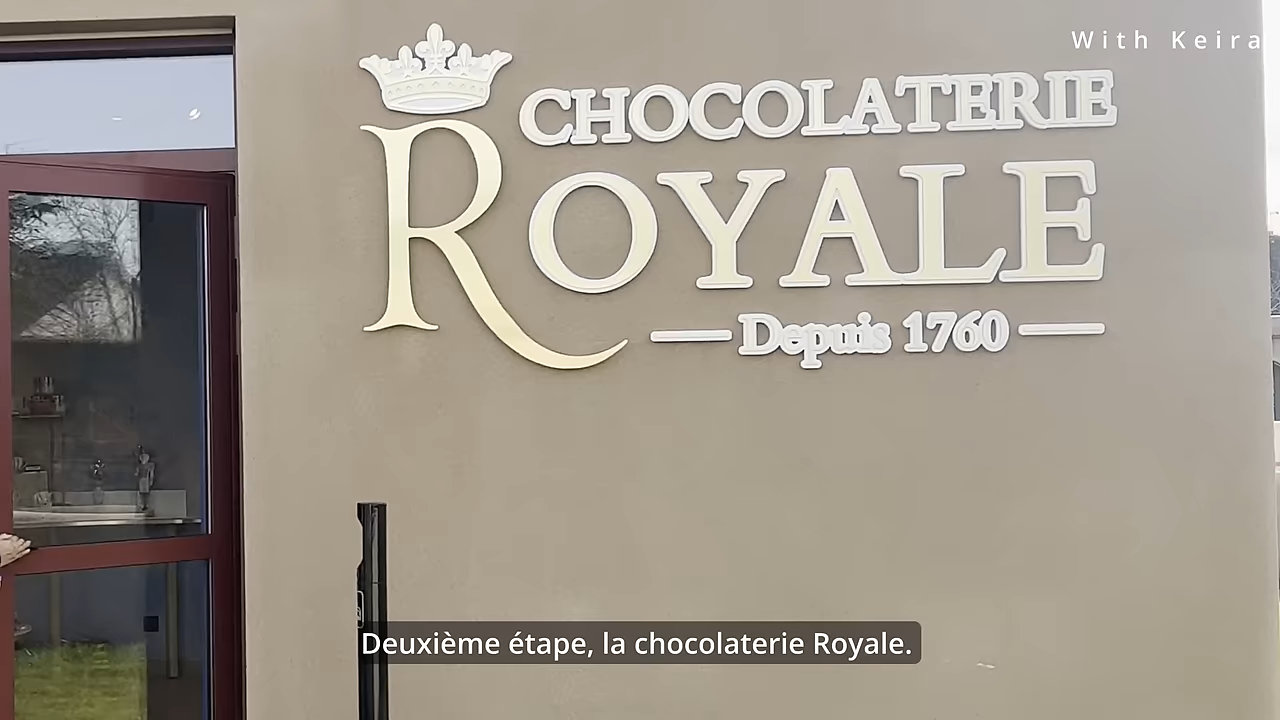 With Keira
CHOCOLATERIE
ROYALE
Depuis 1760
Deuxième étape, la chocolaterie Royale.